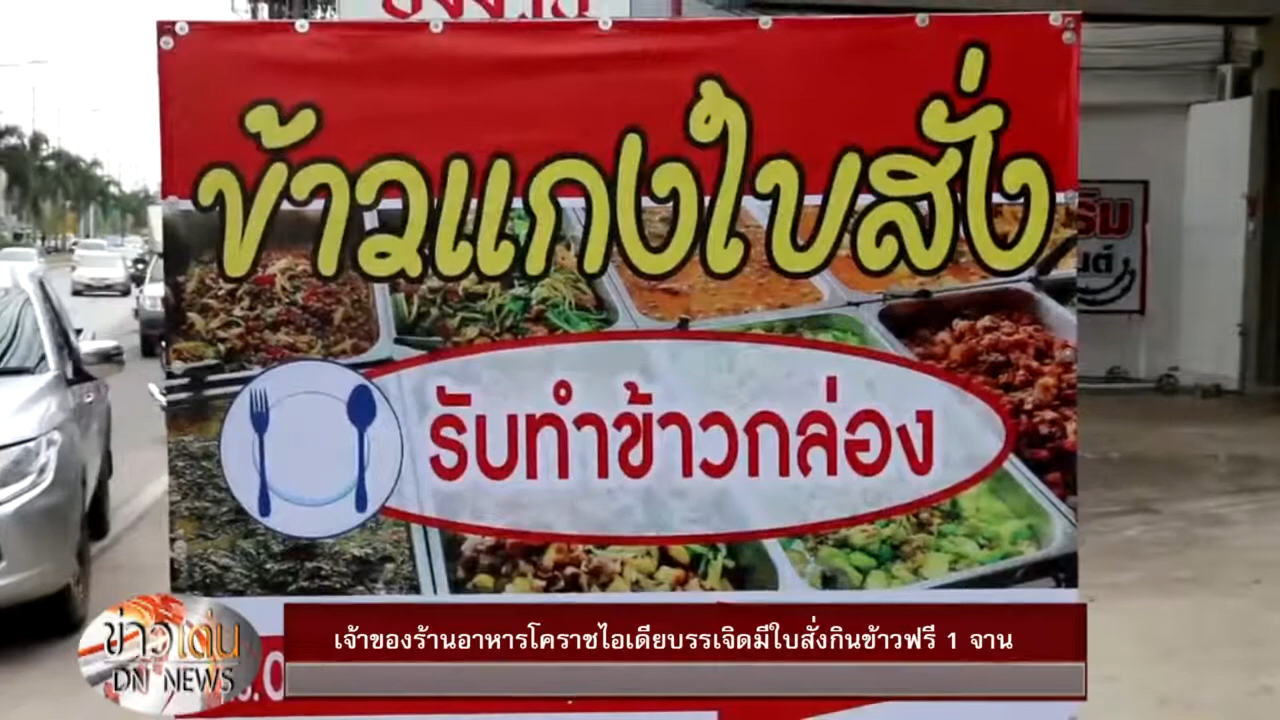 ข้าวแกงใบสั่ง
รับทำข้าวกล่อง
เจ้าของร้านอาหารโคราชไอเดียบรรเจิดมีใบสั่งกินข้าวฟรี 1 จาน
ข่าวเด่น
DN NEWS